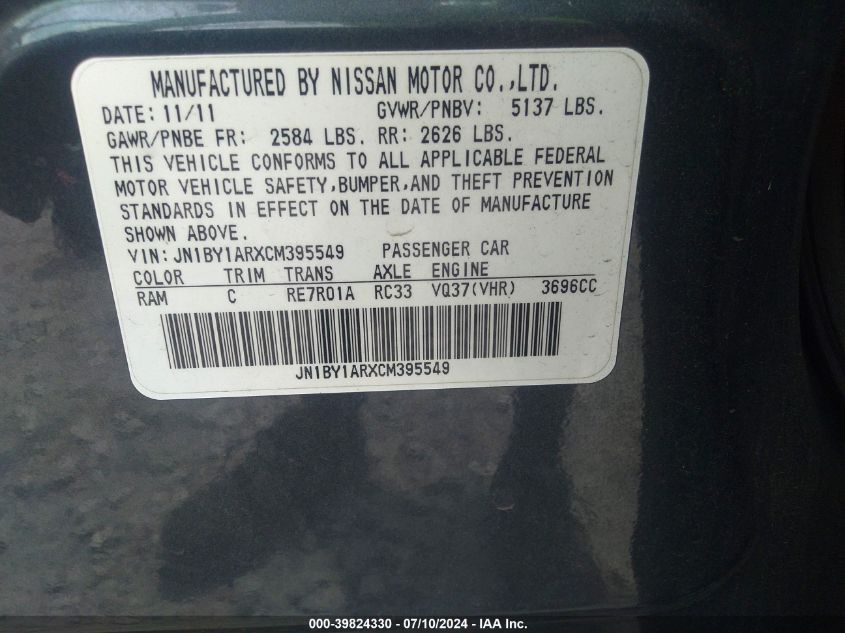 MANUFACTURED BY NISSAN MOTOR CO.,LTD.
DATE: 11/11 GVWR/PNBV: 5137 LBS.
GAWR/PNBE FR: 2584 LBS. RR: 2626 LBS.
THIS VEHICLE CONFORMS TO ALL APPLICABLE FEDERAL
MOTOR VEHICLE SAFETY,BUMPER,AND THEFT PREVENTION
STANDARDS IN EFFECT ON THE DATE OF MANUFACTURE
SHOWN ABOVE.
VIN: JN1BY1ARXCM395549 PASSENGER CAR
COLOR TRIM TRANS AXLE ENGINE
RAM C RE7R01A RC33 VQ37(VHR) 3696CC
JN1BY1ARXCM395549
000-39824330 - 07/10/2024 - IAA Inc.